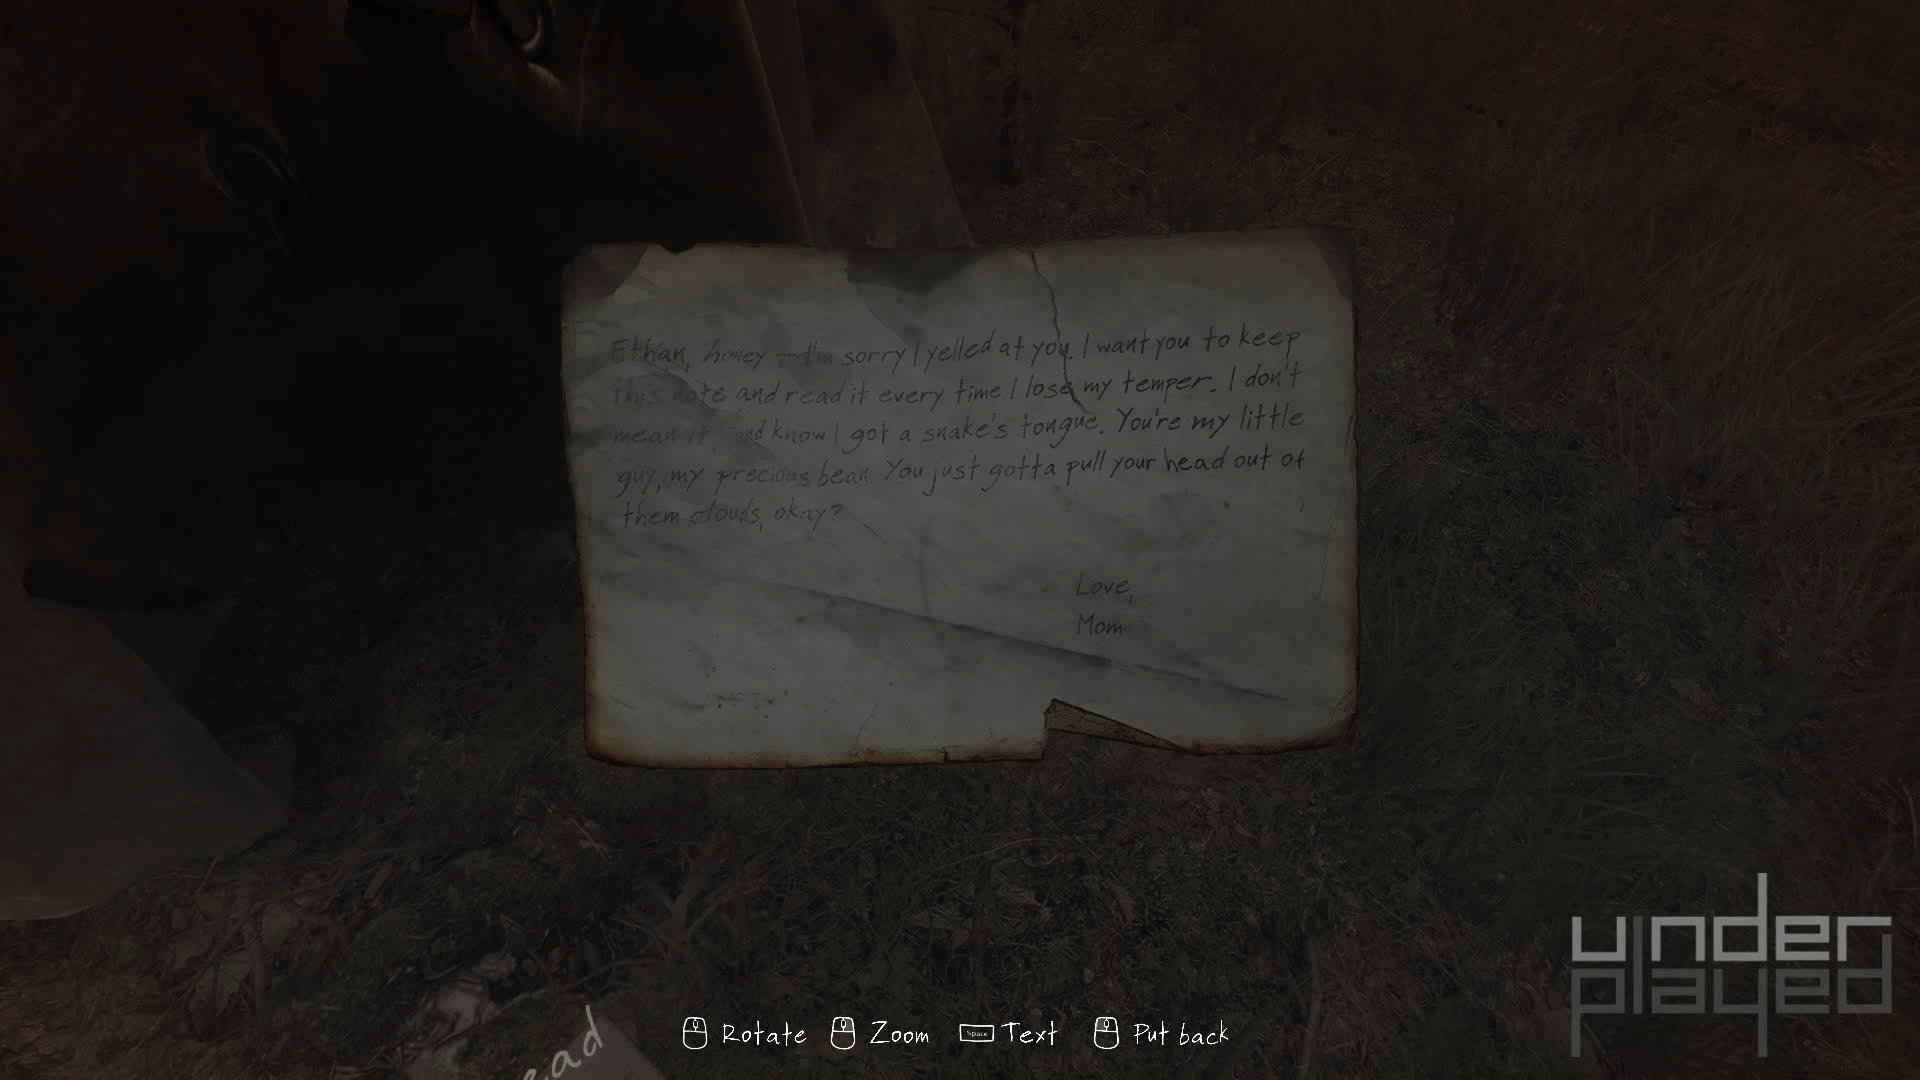 Ethan, honey - I'm sorry I yelled at you. I want you to keep
this note and read it every time I lose my temper. I don't
mean it and know I got a snake's tongue. You're my little
guy, my precious bean. You just gotta pull your head out of
them clouds, okay?
Love,
Mom
ead
Rotate Zoom Space Text Put back
under
played